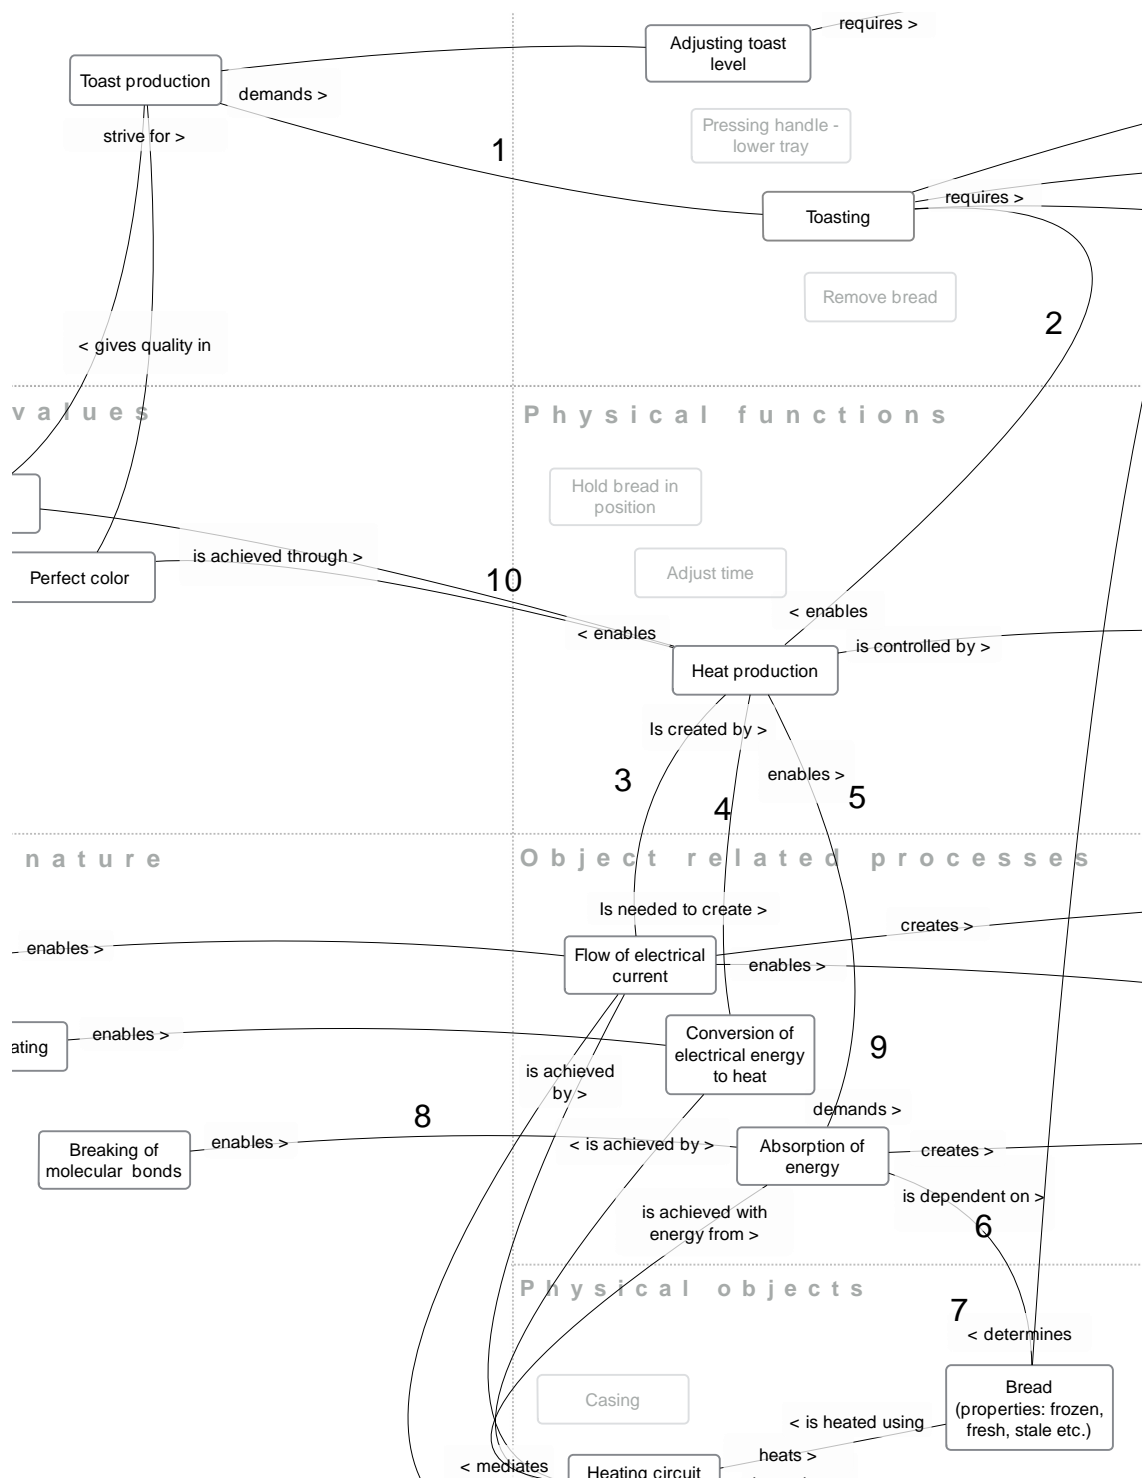 requires >
Adjusting toast
level
Toast production
demands >
Pressing handle -
lower tray
strive for >
1
requires >
Toasting
Remove bread
2
< gives quality in
values
Physical functions
Hold bread in
position
is achieved through >
Perfect color
10
Adjust time
< enables
< enables
is controlled by >
Heat production
Is created by >
3
enables >
4
5
nature
Object related processes
Is needed to create >
creates >
enables >
Flow of electrical
current
enables >
enables >
ating
Conversion of
electrical energy
to heat
9
is achieved
by >
demands >
8
Breaking of
molecular bonds
enables >
< is achieved by >
Absorption of
energy
creates >
is dependent on >
is achieved with
energy from >
6
Physical objects
7
< determines
Casing
Bread
(properties: frozen,
fresh, stale etc.)
< is heated using
heats >
< mediates
Heating circuit